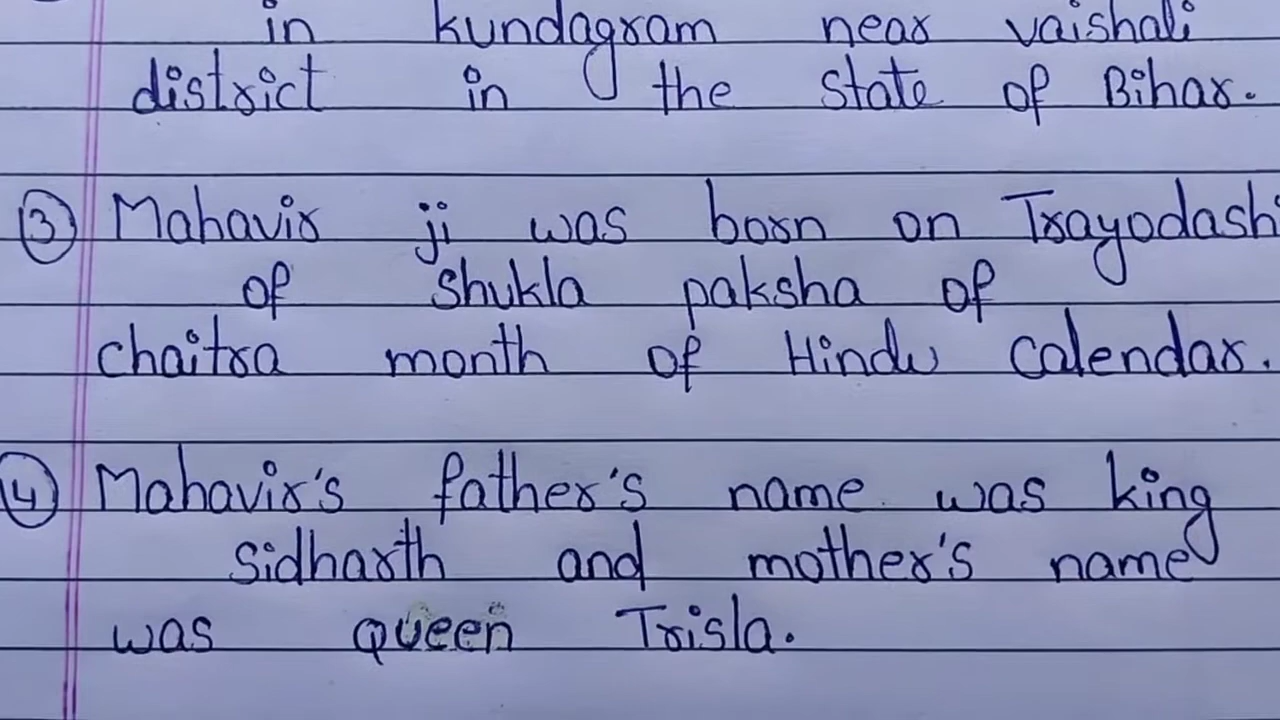 in kundagram near vaishali
district in the state of Bihar.
③ Mahavir ji was born on Trayodashi
of shukla paksha of
chaitra month of Hindu calendar.
④ Mahavir's father's name was king
Sidharth and mother's name
was queen Trisla.